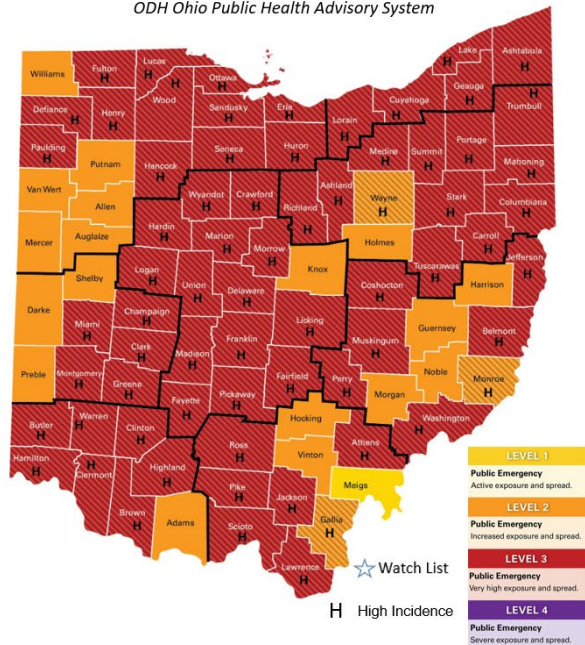 ODH Ohio Public Health Advisory System
Williams
Fulton
H
Lucas
H
Ottawa
H
Lake
H
Ashtabula
H
Geauga
H
Cuyahoga
H
Trumbull
H
Defiance
H
Henry
H
Wood
H
Sandusky
H
Erie
H
Lorain
H
Paulding
H
Putnam
Hancock
H
Seneca
H
Huron
H
Medina
H
Summit
H
Portage
H
Mahoning
H
Van Wert
Allen
Wyandot
H
Crawford
H
Richland
H
Ashland
H
Wayne
H
Stark
H
Columbiana
H
Mercer
Auglaize
Hardin
H
Marion
H
Morrow
H
Holmes
Carroll
H
Jefferson
H
Tuscarawas
H
Shelby
Logan
H
Union
H
Delaware
H
Knox
Coshocton
H
Harrison
Darke
Miami
H
Champaign
H
Licking
H
Guernsey
Belmont
H
Clark
H
Madison
H
Franklin
H
Muskingum
H
Preble
Montgomery
H
Greene
H
Fairfield
H
Perry
H
Noble
Monroe
H
Morgan
Fayette
H
Pickaway
H
Washington
H
Butler
H
Warren
H
Clinton
H
Hocking
Athens
H
Ross
H
Vinton
Hamilton
H
Clermont
H
Highland
H
Pike
H
Jackson
H
Meigs
Brown
H
Adams
Scioto
H
Gallia
H
Lawrence
H
Watch List
H High Incidence
LEVEL 1
Public Emergency
Active exposure and spread.
LEVEL 2
Public Emergency
Increased exposure and spread.
LEVEL 3
Public Emergency
Very high exposure and spread.
LEVEL 4
Public Emergency
Severe exposure and spread.